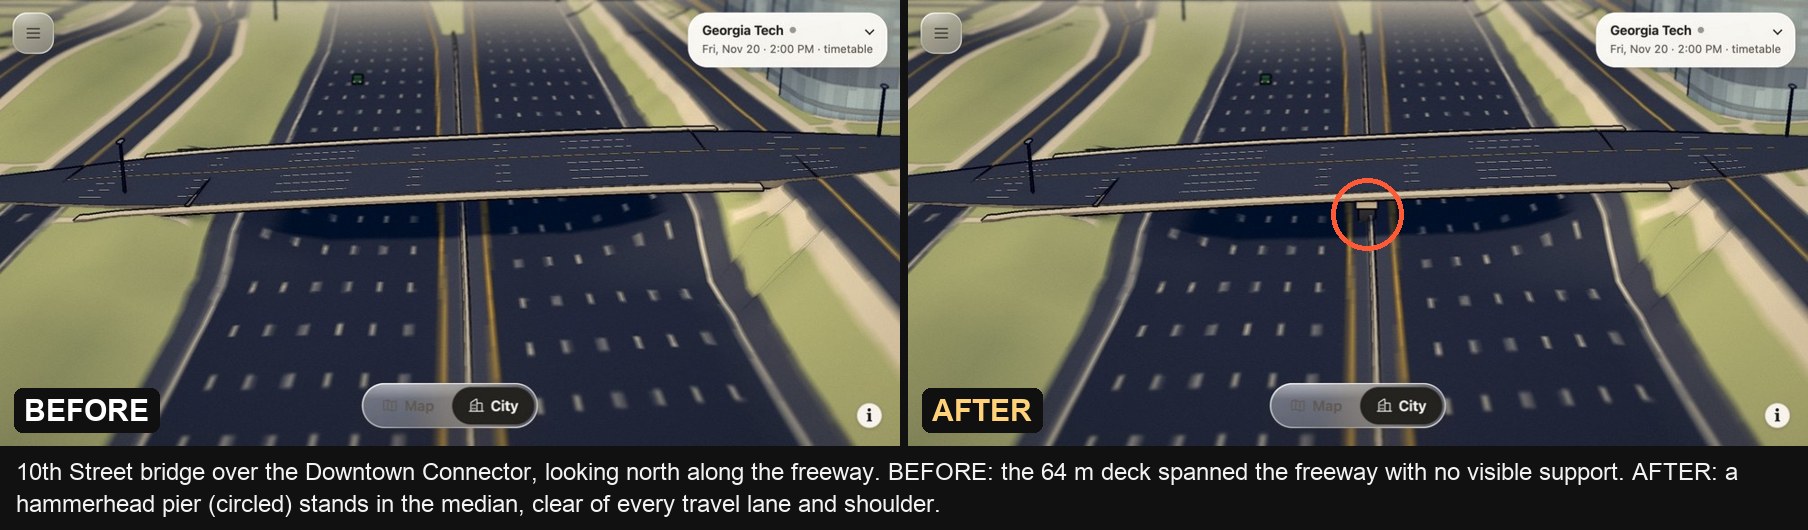 Georgia Tech
Fri, Nov 20 · 2:00 PM · timetable
Map
City
i
BEFORE
Georgia Tech
Fri, Nov 20 · 2:00 PM · timetable
Map
City
i
AFTER
10th Street bridge over the Downtown Connector, looking north along the freeway. BEFORE: the 64 m deck spanned the freeway with no visible support. AFTER: a
hammerhead pier (circled) stands in the median, clear of every travel lane and shoulder.